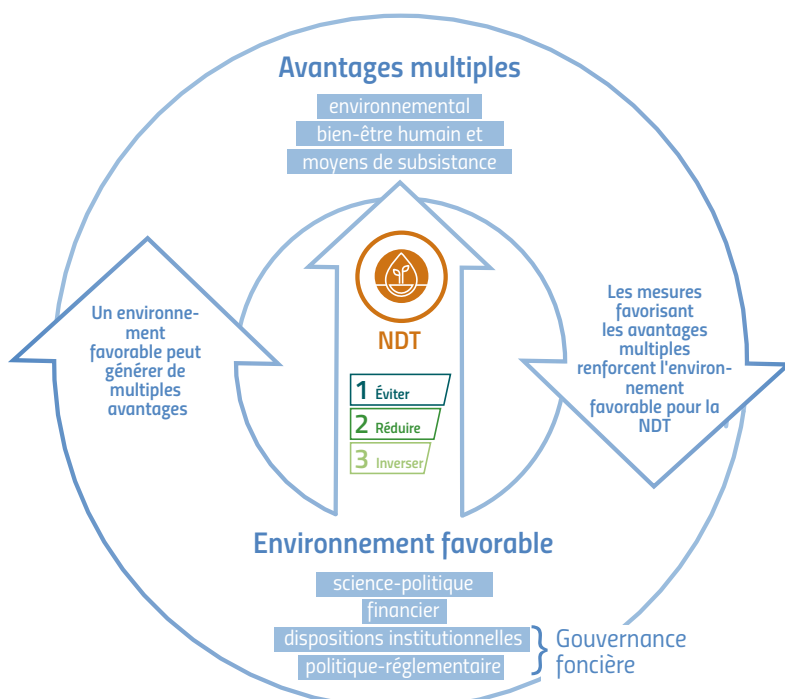 Avantages multiples
environnemental
bien-être humain et
moyens de subsistance
Un environne-
ment
favorable peut
générer de
multiples
avantages
NDT
1 Éviter
2 Réduire
3 Inverser
Les mesures
favorisant
les avantages
multiples
renforcent l'environ-
nement
favorable pour la
NDT
Environnement favorable
science-politique
financier
dispositions institutionnelles
politique-réglementaire
Gouvernance
foncière